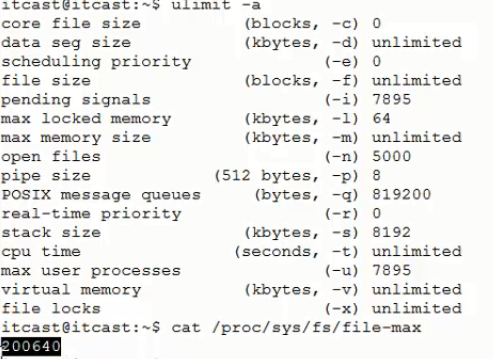 itcast@itcast:~$ ulimit -a
core file size          (blocks, -c) 0
data seg size           (kbytes, -d) unlimited
scheduling priority             (-e) 0
file size               (blocks, -f) unlimited
pending signals                 (-i) 7895
max locked memory       (kbytes, -l) 64
max memory size         (kbytes, -m) unlimited
open files                      (-n) 5000
pipe size            (512 bytes, -p) 8
POSIX message queues     (bytes, -q) 819200
real-time priority              (-r) 0
stack size              (kbytes, -s) 8192
cpu time               (seconds, -t) unlimited
max user processes              (-u) 7895
virtual memory          (kbytes, -v) unlimited
file locks                      (-x) unlimited
itcast@itcast:~$ cat /proc/sys/fs/file-max
200640